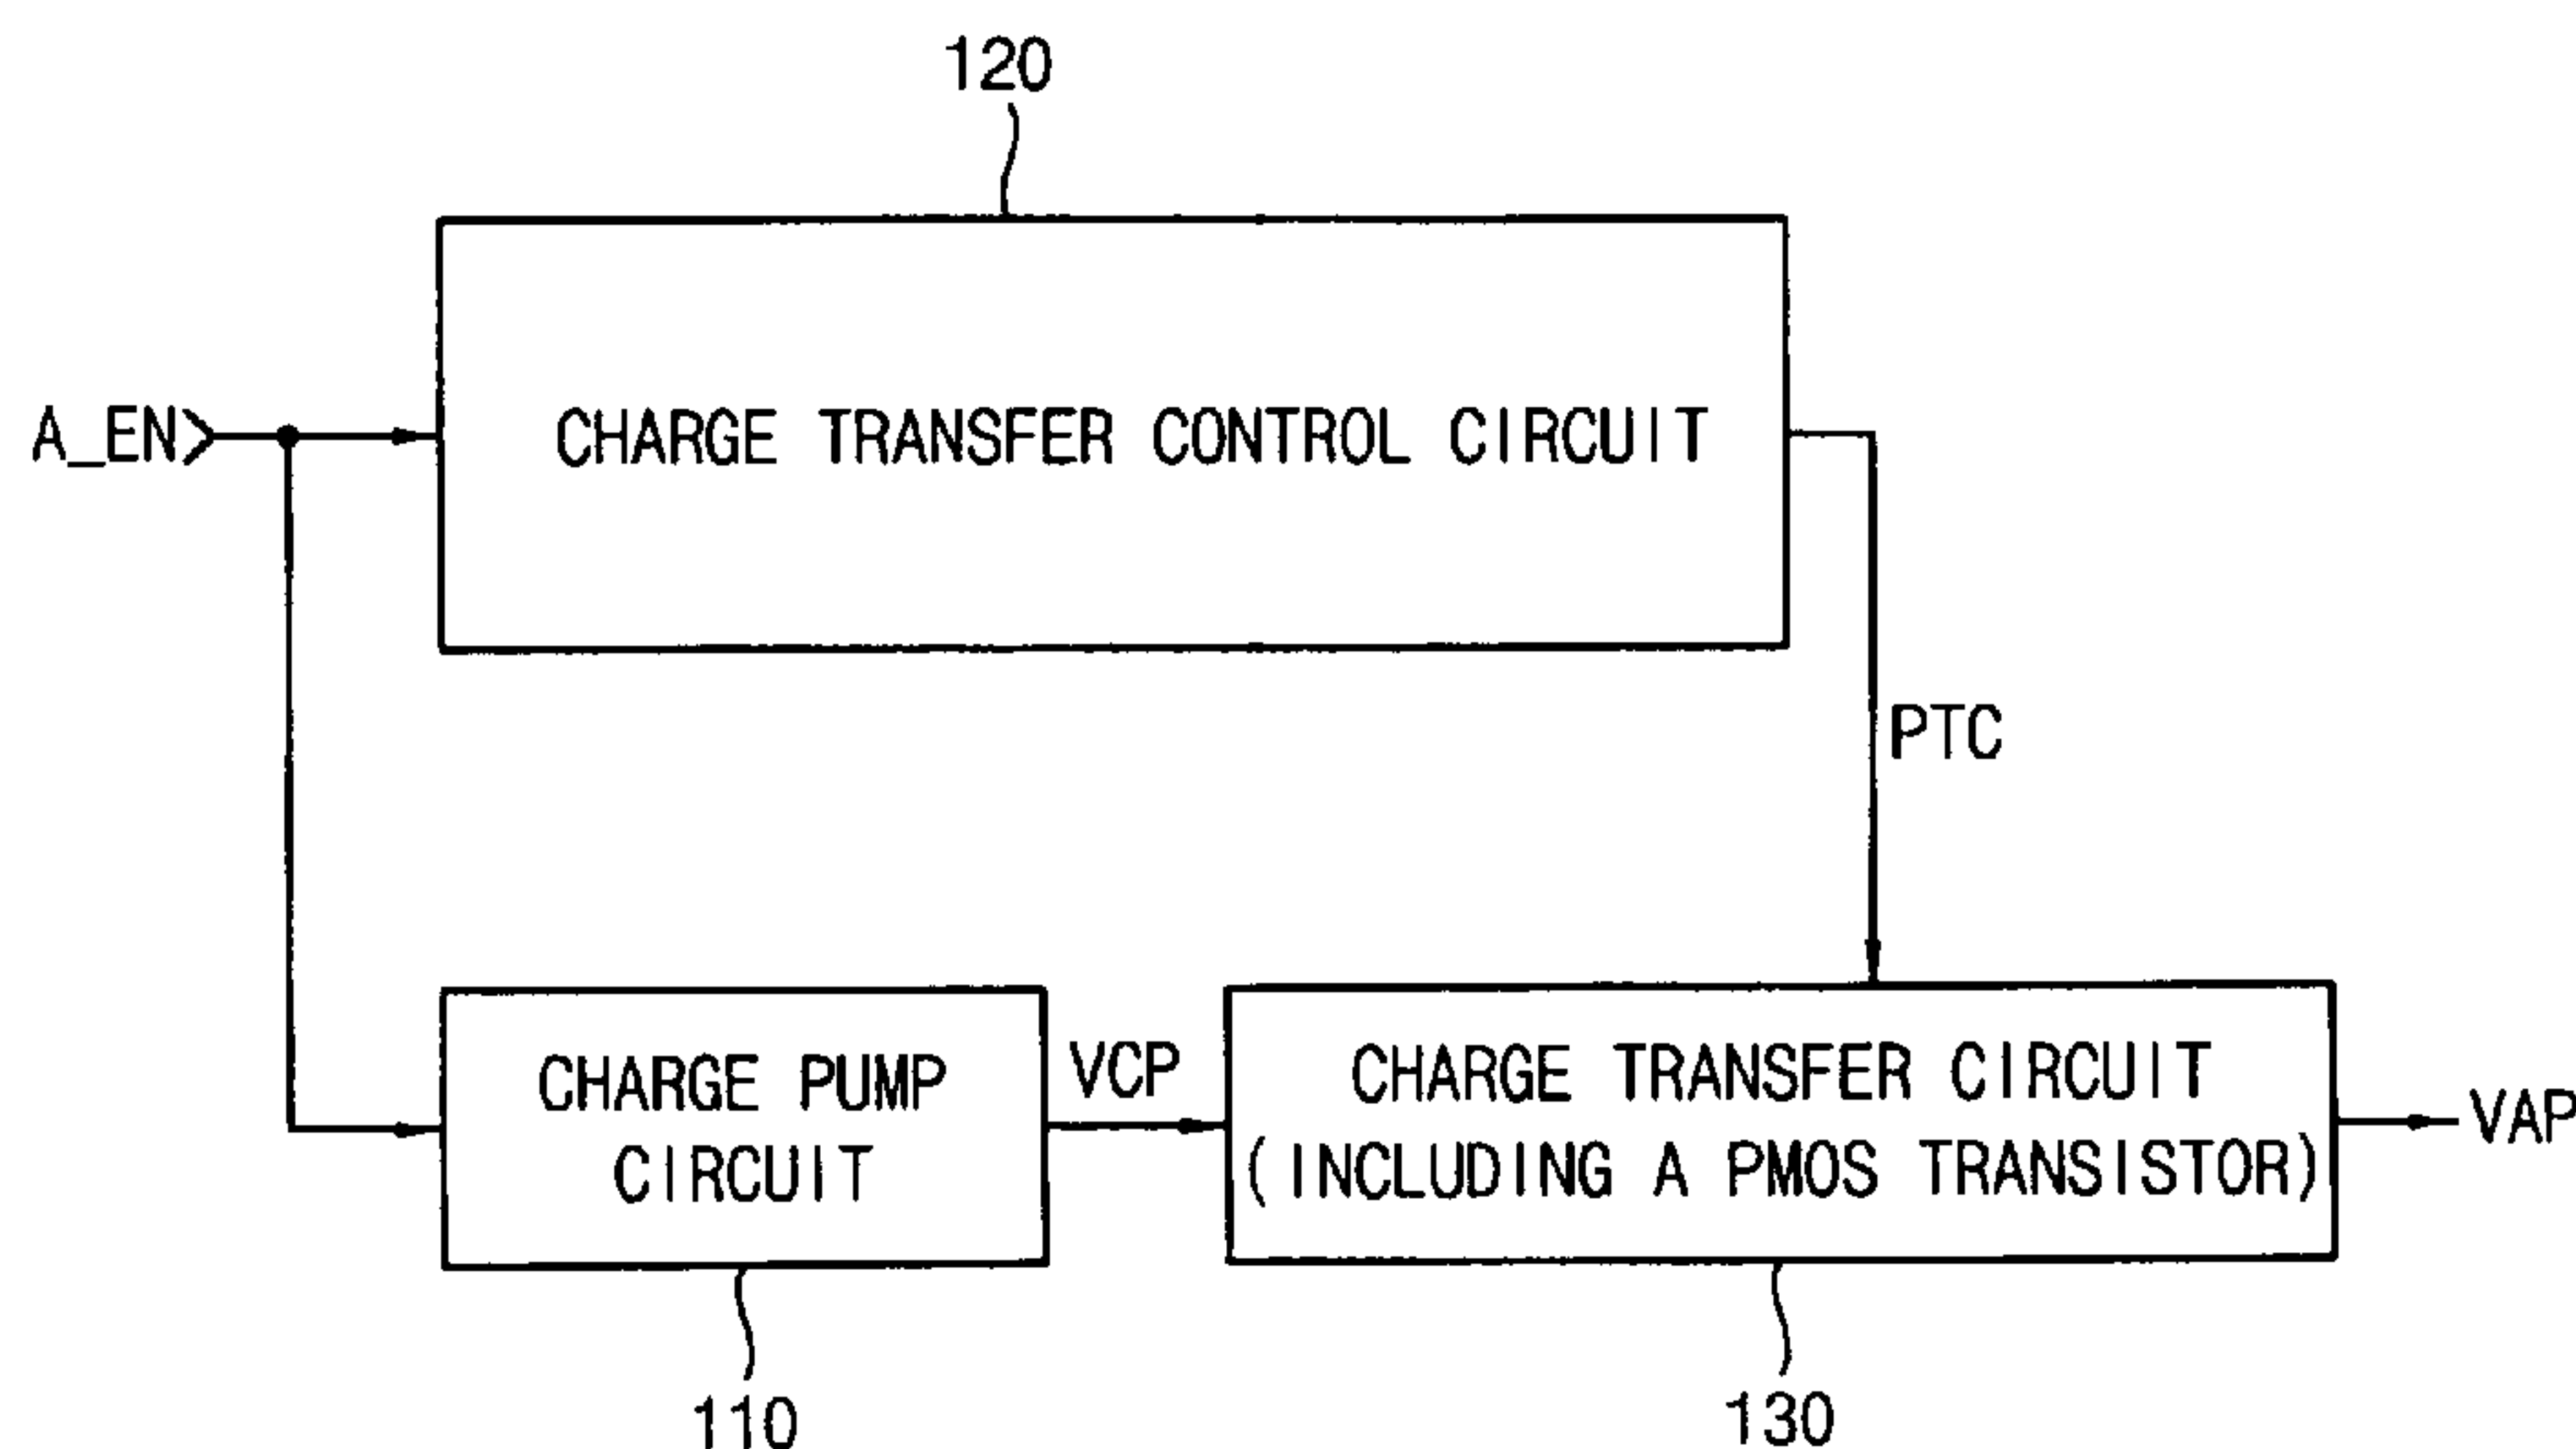 120
A_EN
CHARGE TRANSFER CONTROL CIRCUIT
PTC
CHARGE PUMP
CIRCUIT
VCP
CHARGE TRANSFER CIRCUIT
(INCLUDING A PMOS TRANSISTOR)
VAP
110
130